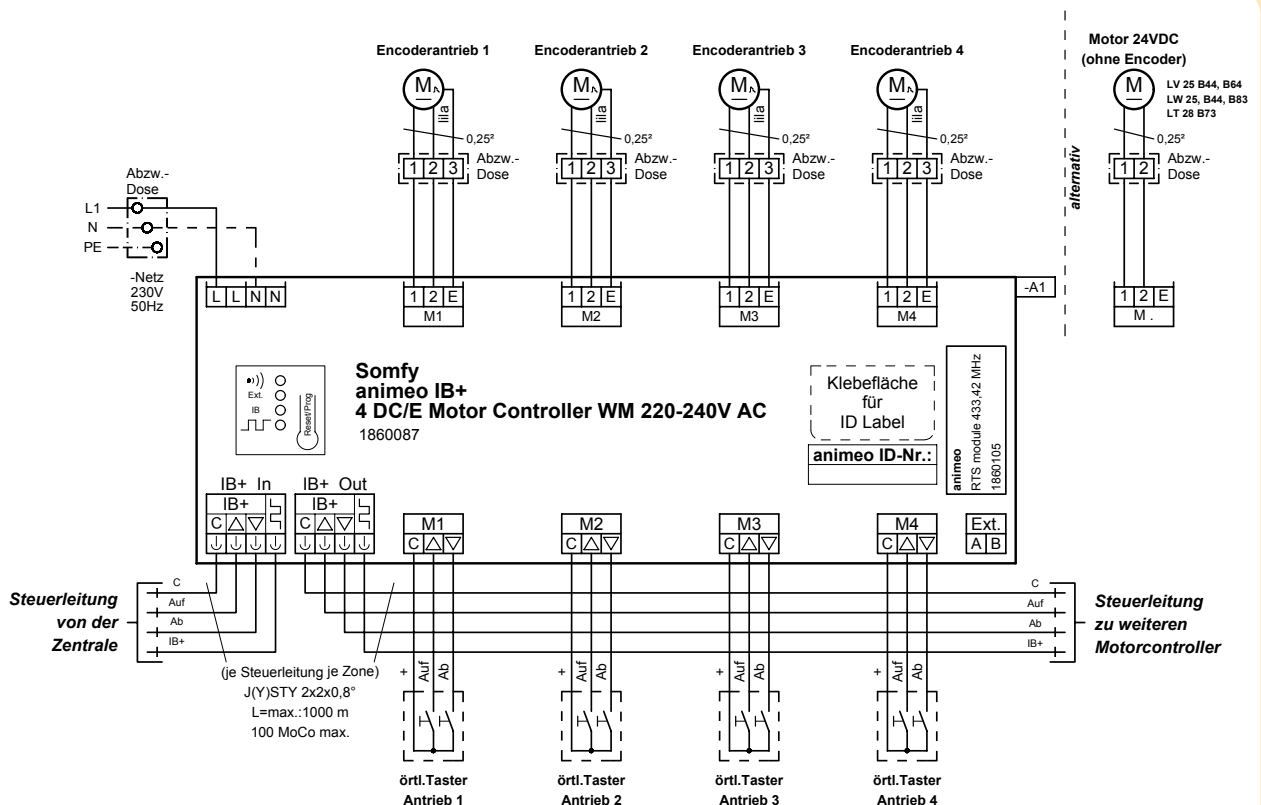 Encoderantrieb 1
Encoderantrieb 2
Encoderantrieb 3
Encoderantrieb 4
Motor 24VDC
(ohne Encoder)
M
lila
M
lila
M
lila
M
lila
M
LV 25 B44, B64
LW 25, B44, B83
LT 28 B73
0,25²
0,25²
0,25²
0,25²
0,25²
1 2 3
Abzw.-
Dose
1 2 3
Abzw.-
Dose
1 2 3
Abzw.-
Dose
1 2 3
Abzw.-
Dose
alternativ
1 2
Abzw.-
Dose
Abzw.-
Dose
L1
N
PE
-Netz
230V
50Hz
L L N N
1 2 E
M1
1 2 E
M2
1 2 E
M3
1 2 E
M4
-A1
1 2 E
M .
Ext.
IB
Reset/Prog
Somfy
animeo IB+
4 DC/E Motor Controller WM 220-240V AC
1860087
Klebefläche
für
ID Label
animeo ID-Nr.:
animeo
RTS module 433,42 MHz
1860105
IB+ In
IB+ Out
IB+
IB+
C
C
M1
C
M2
C
M3
C
M4
C
Ext.
A B
Steuerleitung
von der
Zentrale
C
Auf
Ab
IB+
C
Auf
Ab
IB+
Steuerleitung
zu weiteren
Motorcontroller
(je Steuerleitung je Zone)
J(Y)STY 2x2x0,8°
L=max.:1000 m
100 MoCo max.
+
Auf
Ab
+
Auf
Ab
+
Auf
Ab
+
Auf
Ab
örtl.Taster
Antrieb 1
örtl.Taster
Antrieb 2
örtl.Taster
Antrieb 3
örtl.Taster
Antrieb 4